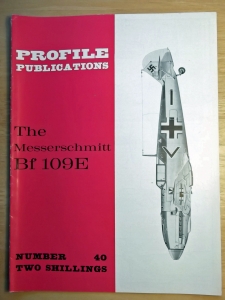 PROFILE
PUBLICATIONS
The
Messerschmitt
Bf 109E
NUMBER 40
TWO SHILLINGS